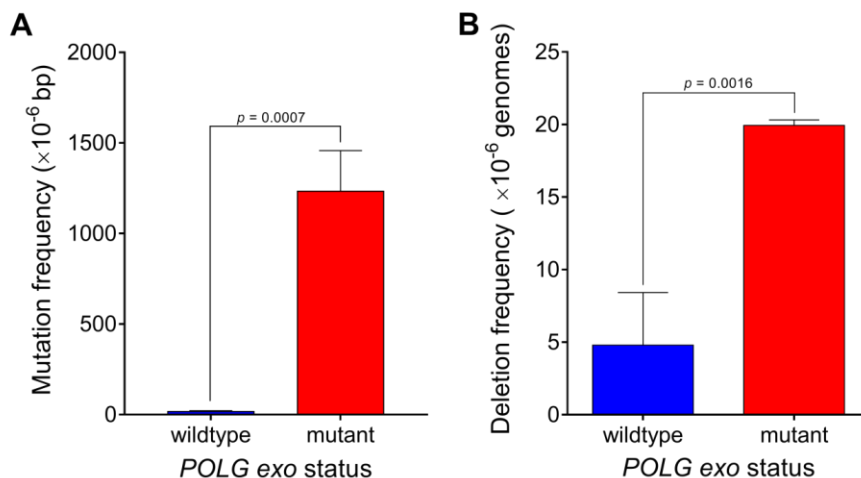 A
Mutation frequency (×10⁻⁶ bp)
2000
1500
1000
500
0
p = 0.0007
wildtype mutant
POLG exo status
B
Deletion frequency ( ×10⁻⁶ genomes)
25
20
15
10
5
0
p = 0.0016
wildtype mutant
POLG exo status